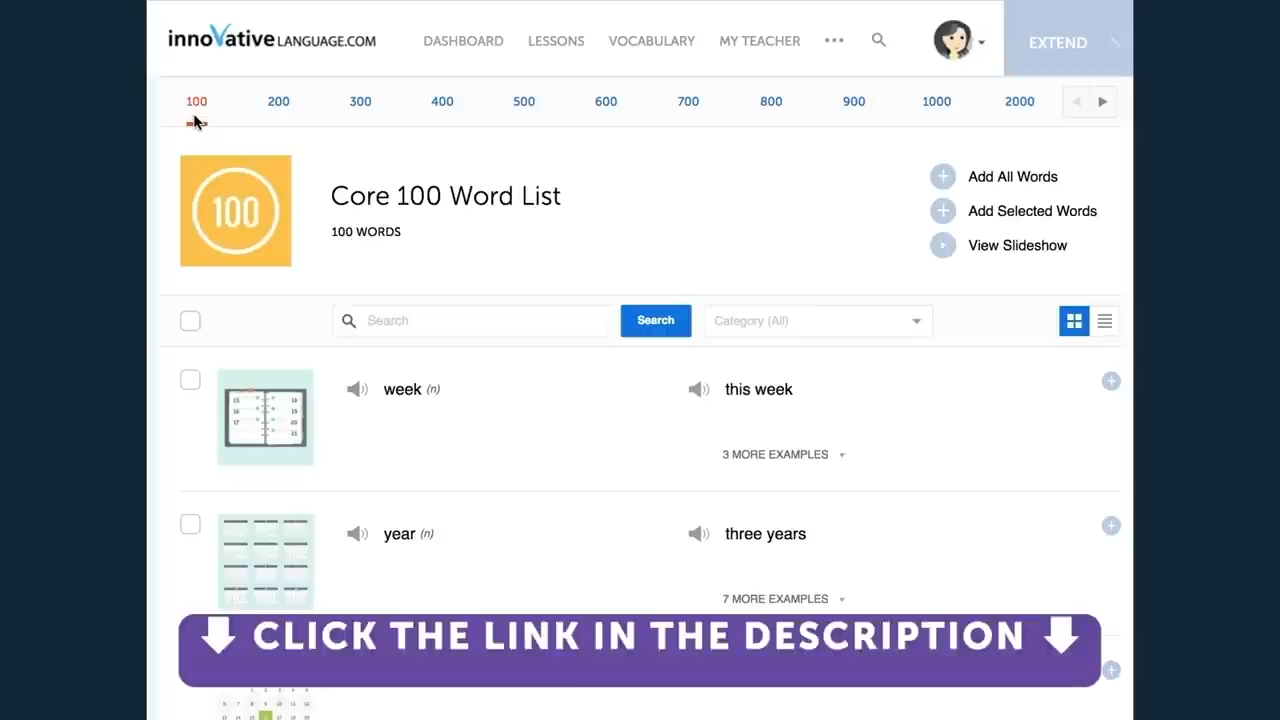 innoVative LANGUAGE.COM DASHBOARD LESSONS VOCABULARY MY TEACHER ••• EXTEND
100 200 300 400 500 600 700 800 900 1000 2000
100
Core 100 Word List
100 WORDS
Add All Words
Add Selected Words
View Slideshow
Search Search Category (All)
week (n) this week
3 MORE EXAMPLES
year (n) three years
7 MORE EXAMPLES
CLICK THE LINK IN THE DESCRIPTION